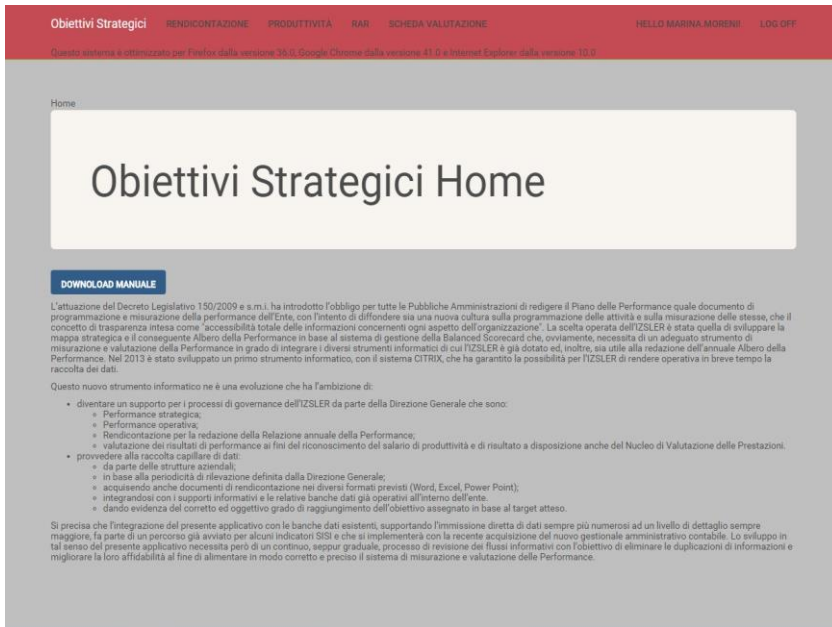 Obiettivi Strategici RENDICONTAZIONE PRODUTTIVITÀ RAR SCHEDA VALUTAZIONE HELLO MARINA.MORENI! LOG OFF
Questo sistema è ottimizzato per Firefox dalla versione 36.0, Google Chrome dalla versione 41.0 e Internet Explorer dalla versione 10.0
Home
Obiettivi Strategici Home
DOWNOLOAD MANUALE
L'attuazione del Decreto Legislativo 150/2009 e s.m.i. ha introdotto l'obbligo per tutte le Pubbliche Amministrazioni di redigere il Piano delle Performance quale documento di
programmazione e misurazione della performance dell'Ente, con l'intento di diffondere sia una nuova cultura sulla programmazione delle attività e sulla misurazione delle stesse, che il
concetto di trasparenza intesa come "accessibilità totale delle informazioni concernenti ogni aspetto dell'organizzazione". La scelta operata dell'IZSLER è stata quella di sviluppare la
mappa strategica e il conseguente Albero della Performance in base al sistema di gestione della Balanced Scorecard che, ovviamente, necessita di un adeguato strumento di
misurazione e valutazione della Performance in grado di integrare i diversi strumenti informatici di cui l'IZSLER è già dotato ed, inoltre, sia utile alla redazione dell'annuale Albero della
Performance. Nel 2013 è stato sviluppato un primo strumento informatico, con il sistema CITRIX, che ha garantito la possibilità per l'IZSLER di rendere operativa in breve tempo la
raccolta dei dati.
Questo nuovo strumento informatico ne è una evoluzione che ha l'ambizione di:
• diventare un supporto per i processi di governance dell'IZSLER da parte della Direzione Generale che sono:
◦ Performance strategica;
◦ Performance operativa;
◦ Rendicontazione per la redazione della Relazione annuale della Performance;
◦ valutazione dei risultati di performance ai fini del riconoscimento del salario di produttività e di risultato a disposizione anche del Nucleo di Valutazione delle Prestazioni.
• provvedere alla raccolta capillare di dati:
◦ da parte delle strutture aziendali;
◦ in base alla periodicità di rilevazione definita dalla Direzione Generale;
◦ acquisendo anche documenti di rendicontazione nei diversi formati previsti (Word, Excel, Power Point);
◦ integrandosi con i supporti informativi e le relative banche dati già operativi all'interno dell'ente.
◦ dando evidenza del corretto ed oggettivo grado di raggiungimento dell'obiettivo assegnato in base al target atteso.
Si precisa che l'integrazione del presente applicativo con le banche dati esistenti, supportando l'immissione diretta di dati sempre più numerosi ad un livello di dettaglio sempre
maggiore, fa parte di un percorso già avviato per alcuni indicatori SISI e che si implementerà con la recente acquisizione del nuovo gestionale amministrativo contabile. Lo sviluppo in
tal senso del presente applicativo necessita però di un continuo, seppur graduale, processo di revisione dei flussi informativi con l'obiettivo di eliminare le duplicazioni di informazioni e
migliorare la loro affidabilità al fine di alimentare in modo corretto e preciso il sistema di misurazione e valutazione delle Performance.